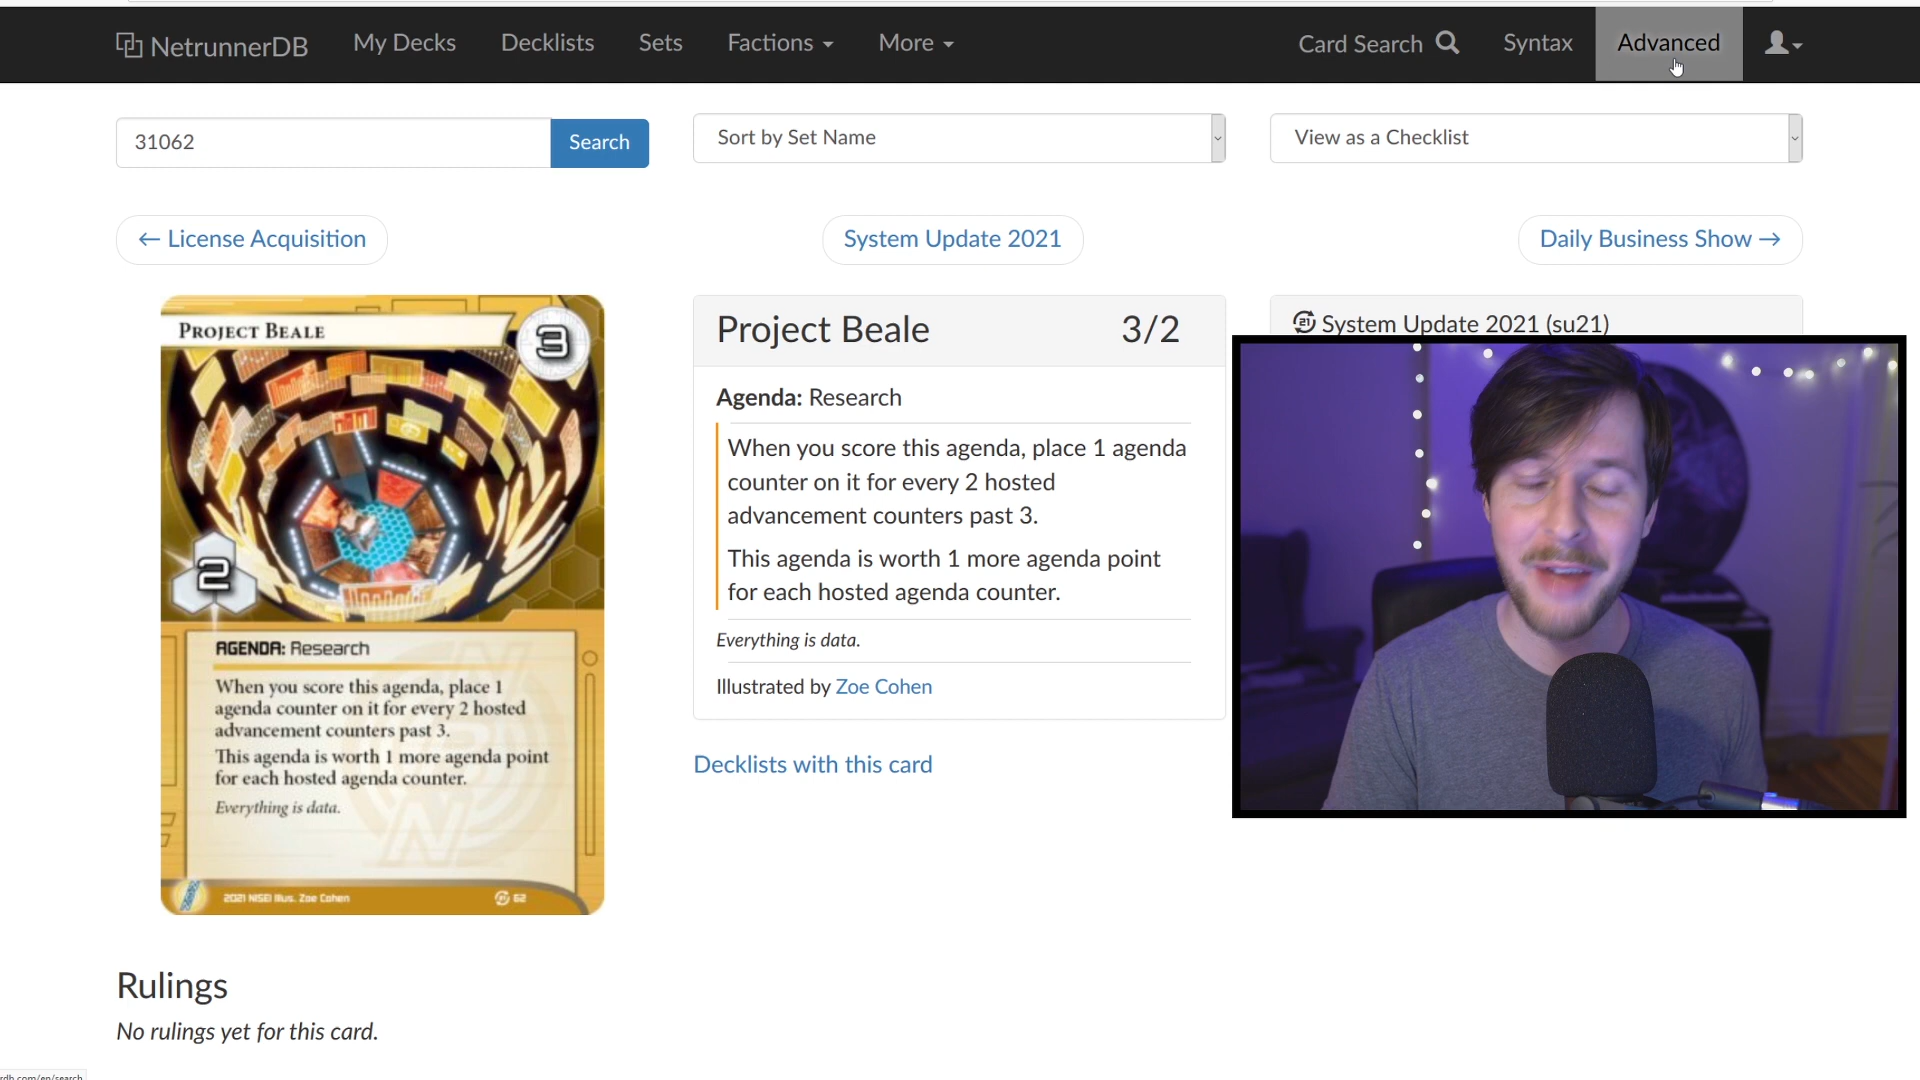 NetrunnerDB My Decks Decklists Sets Factions More Card Search Syntax Advanced
31062 Search Sort by Set Name View as a Checklist
← License Acquisition System Update 2021 Daily Business Show →
PROJECT BEALE 3
2
AGENDA: Research
When you score this agenda, place 1
agenda counter on it for every 2 hosted
advancement counters past 3.
This agenda is worth 1 more agenda point
for each hosted agenda counter.
Everything is data.
2021 NISEI Illus. Zoe Cohen 62
Project Beale 3/2
Agenda: Research
When you score this agenda, place 1 agenda
counter on it for every 2 hosted
advancement counters past 3.
This agenda is worth 1 more agenda point
for each hosted agenda counter.
Everything is data.
Illustrated by Zoe Cohen
Decklists with this card
System Update 2021 (su21)
Rulings
No rulings yet for this card.
rdb.com/en/search